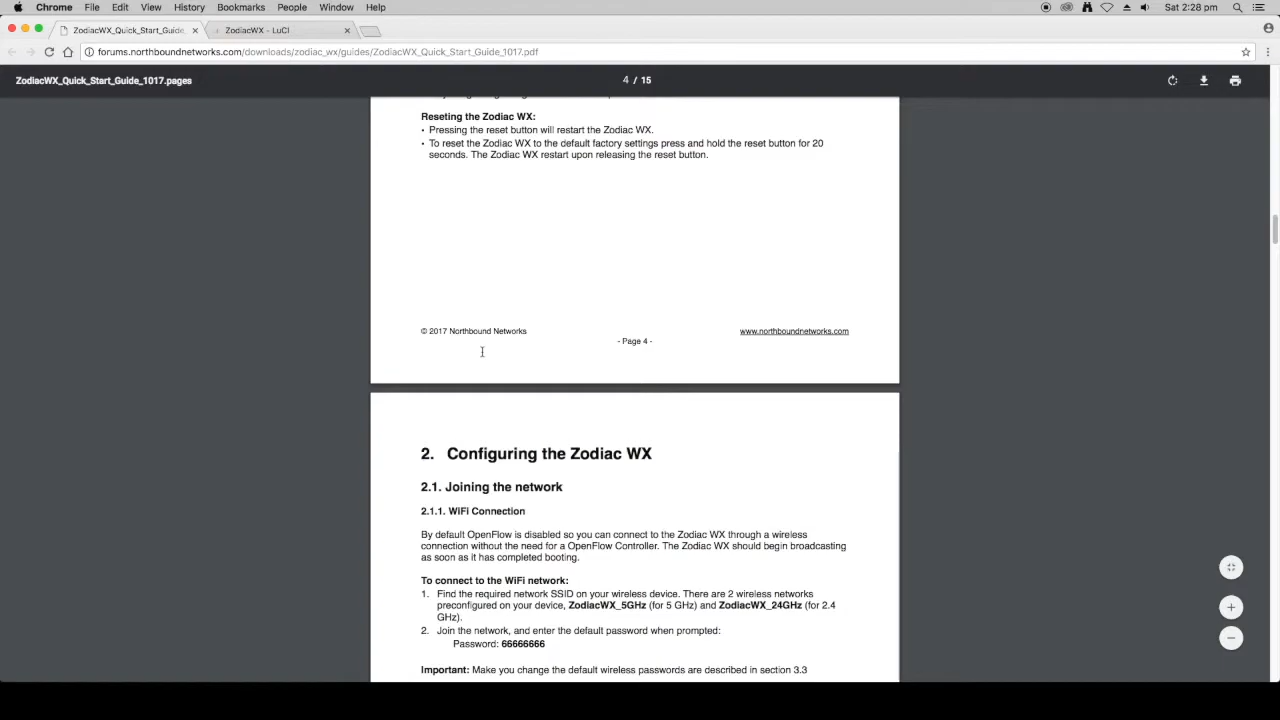 Chrome File Edit View History Bookmarks People Window Help Sat 2:28 pm
ZodiacWX_Quick_Start_Guide_ ZodiacWX - LuCI
forums.northboundnetworks.com/downloads/zodiac_wx/guides/ZodiacWX_Quick_Start_Guide_1017.pdf
ZodiacWX_Quick_Start_Guide_1017.pages 4 / 15
Reseting the Zodiac WX:
• Pressing the reset button will restart the Zodiac WX.
• To reset the Zodiac WX to the default factory settings press and hold the reset button for 20
seconds. The Zodiac WX restart upon releasing the reset button.
© 2017 Northbound Networks www.northboundnetworks.com
- Page 4 -
2. Configuring the Zodiac WX
2.1. Joining the network
2.1.1. WiFi Connection
By default OpenFlow is disabled so you can connect to the Zodiac WX through a wireless
connection without the need for a OpenFlow Controller. The Zodiac WX should begin broadcasting
as soon as it has completed booting.
To connect to the WiFi network:
1. Find the required network SSID on your wireless device. There are 2 wireless networks
preconfigured on your device, ZodiacWX_5GHz (for 5 GHz) and ZodiacWX_24GHz (for 2.4
GHz).
2. Join the network, and enter the default password when prompted:
Password: 66666666
Important: Make you change the default wireless passwords are described in section 3.3